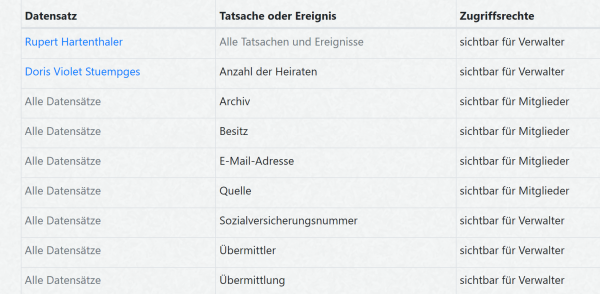 Datensatz Tatsache oder Ereignis Zugriffsrechte
Rupert Hartenthaler Alle Tatsachen und Ereignisse sichtbar für Verwalter
Doris Violet Stuempges Anzahl der Heiraten sichtbar für Verwalter
Alle Datensätze Archiv sichtbar für Mitglieder
Alle Datensätze Besitz sichtbar für Mitglieder
Alle Datensätze E-Mail-Adresse sichtbar für Mitglieder
Alle Datensätze Quelle sichtbar für Mitglieder
Alle Datensätze Sozialversicherungsnummer sichtbar für Verwalter
Alle Datensätze Übermittler sichtbar für Verwalter
Alle Datensätze Übermittlung sichtbar für Verwalter